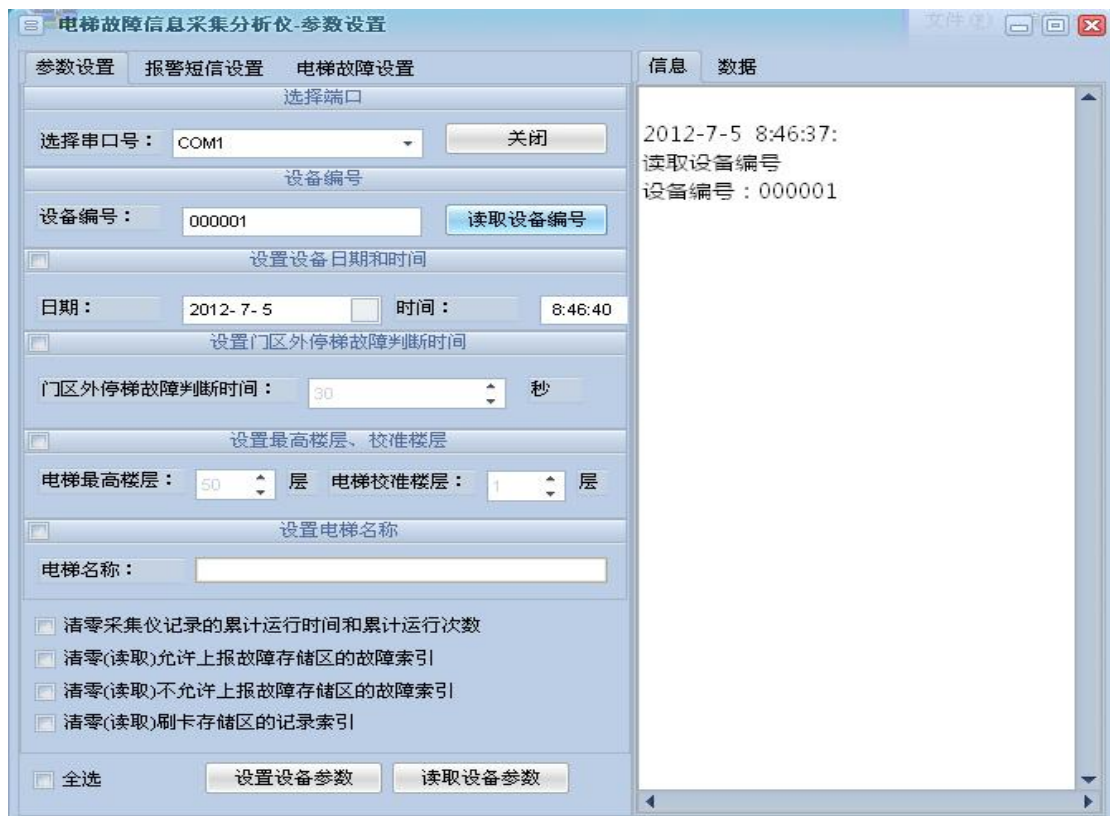 电梯故障信息采集分析仪-参数设置
参数设置 报警短信设置 电梯故障设置
选择端口
选择串口号： COM1 关闭
设备编号
设备编号： 000001 读取设备编号
设置设备日期和时间
日期： 2012- 7- 5 时间： 8:46:40
设置门区外停梯故障判断时间
门区外停梯故障判断时间： 30 秒
设置最高楼层、校准楼层
电梯最高楼层： 50 层 电梯校准楼层： 1 层
设置电梯名称
电梯名称：
清零采集仪记录的累计运行时间和累计运行次数
清零(读取)允许上报故障存储区的故障索引
清零(读取)不允许上报故障存储区的故障索引
清零(读取)刷卡存储区的记录索引
全选 设置设备参数 读取设备参数
信息 数据
2012-7-5 8:46:37:
读取设备编号
设备编号：000001